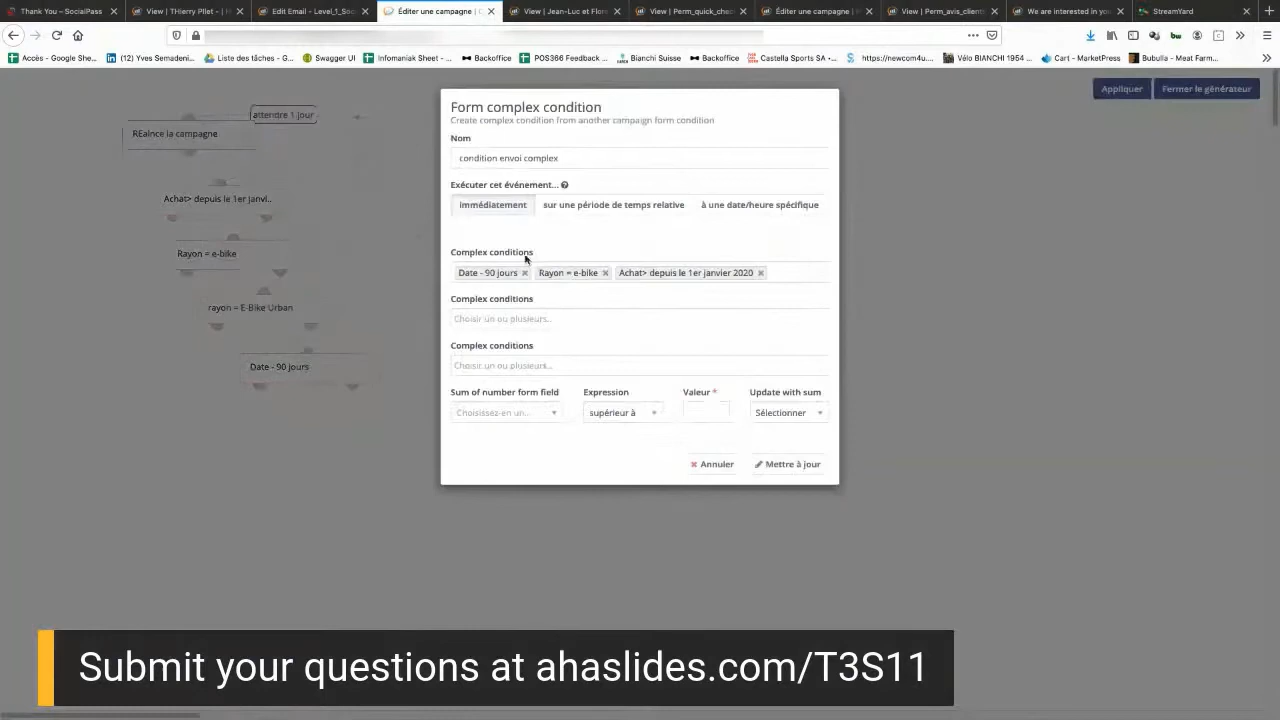 Thank You – SocialPass
View | THierry Pilet - | M
Edit Email - Level_1_Soc
Éditer une campagne | C
View | Jean-Luc et Flore
View | Perm_quick_chec
Éditer une campagne |
View | Perm_avis_clients
We are interested in you
StreamYard
Accès - Google She...
(12) Yves Semadeni...
Liste des tâches - G...
Swagger UI
Infomaniak Sheet - ...
Backoffice
POS366 Feedback ...
Bianchi Suisse
Backoffice
Castella Sports SA -...
https://newcom4u....
Vélo BIANCHI 1954 ...
Cart - MarketPress
Bubulla - Meat Farm...
Appliquer
Fermer le générateur
attendre 1 jour
REalnce la campagne
Achat> depuis le 1er janvi..
Rayon = e-bike
rayon = E-Bike Urban
Date - 90 jours
Form complex condition
Create complex condition from another campaign form condition
Nom
condition envoi complex
Exécuter cet événement...
immédiatement
sur une période de temps relative
à une date/heure spécifique
Complex conditions
Date - 90 jours × Rayon = e-bike × Achat> depuis le 1er janvier 2020 ×
Complex conditions
Choisir un ou plusieurs...
Complex conditions
Choisir un ou plusieurs...
Sum of number form field Expression Valeur * Update with sum
Choisissez-en un... supérieur à Sélectionner
Annuler Mettre à jour
Submit your questions at ahaslides.com/T3S11